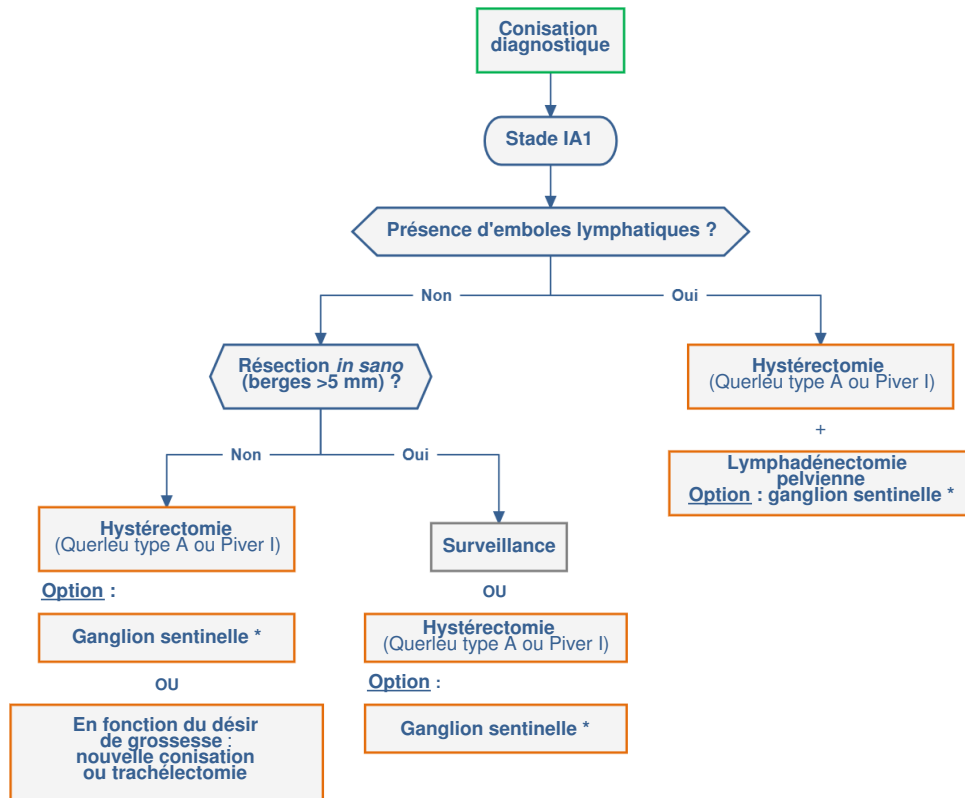 Conisation
diagnostique
Stade IA1
Présence d'emboles lymphatiques ?
Non
Oui
Résection in sano
(berges >5 mm) ?
Hystérectomie
(Querleu type A ou Piver I)
+
Lymphadénectomie
pelvienne
Option : ganglion sentinelle *
Non
Oui
Hystérectomie
(Querleu type A ou Piver I)
Option :
Ganglion sentinelle *
OU
En fonction du désir
de grossesse :
nouvelle conisation
ou trachélectomie
Surveillance
OU
Hystérectomie
(Querleu type A ou Piver I)
Option :
Ganglion sentinelle *